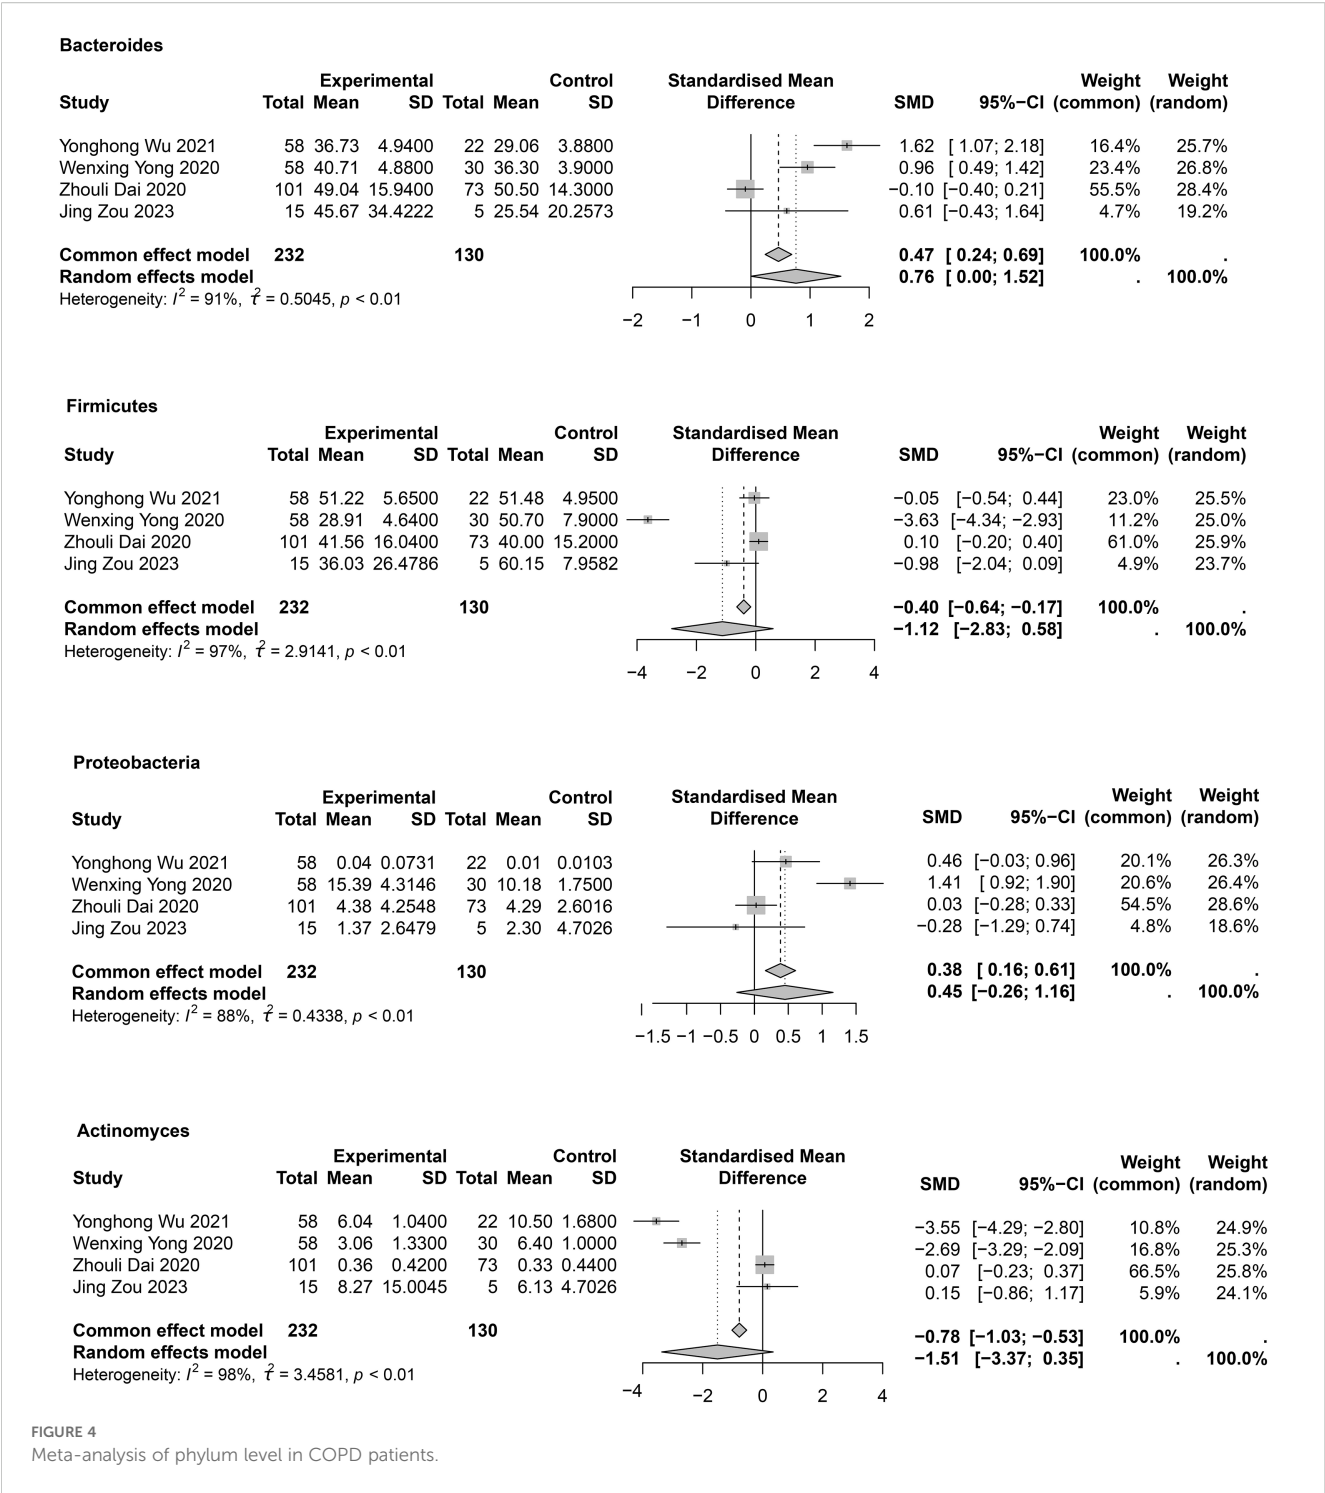 Bacteroides
Experimental Control Standardised Mean Weight Weight
Study Total Mean SD Total Mean SD Difference SMD 95%−CI (common) (random)
Yonghong Wu 2021 58 36.73 4.9400 22 29.06 3.8800 1.62 [ 1.07; 2.18] 16.4% 25.7%
Wenxing Yong 2020 58 40.71 4.8800 30 36.30 3.9000 0.96 [ 0.49; 1.42] 23.4% 26.8%
Zhouli Dai 2020 101 49.04 15.9400 73 50.50 14.3000 −0.10 [−0.40; 0.21] 55.5% 28.4%
Jing Zou 2023 15 45.67 34.4222 5 25.54 20.2573 0.61 [−0.43; 1.64] 4.7% 19.2%
Common effect model 232 130 0.47 [ 0.24; 0.69] 100.0% .
Random effects model 0.76 [ 0.00; 1.52] . 100.0%
Heterogeneity: I² = 91%, τ² = 0.5045, p < 0.01
−2 −1 0 1 2
Firmicutes
Experimental Control Standardised Mean Weight Weight
Study Total Mean SD Total Mean SD Difference SMD 95%−CI (common) (random)
Yonghong Wu 2021 58 51.22 5.6500 22 51.48 4.9500 −0.05 [−0.54; 0.44] 23.0% 25.5%
Wenxing Yong 2020 58 28.91 4.6400 30 50.70 7.9000 −3.63 [−4.34; −2.93] 11.2% 25.0%
Zhouli Dai 2020 101 41.56 16.0400 73 40.00 15.2000 0.10 [−0.20; 0.40] 61.0% 25.9%
Jing Zou 2023 15 36.03 26.4786 5 60.15 7.9582 −0.98 [−2.04; 0.09] 4.9% 23.7%
Common effect model 232 130 −0.40 [−0.64; −0.17] 100.0% .
Random effects model −1.12 [−2.83; 0.58] . 100.0%
Heterogeneity: I² = 97%, τ² = 2.9141, p < 0.01
−4 −2 0 2 4
Proteobacteria
Experimental Control Standardised Mean Weight Weight
Study Total Mean SD Total Mean SD Difference SMD 95%−CI (common) (random)
Yonghong Wu 2021 58 0.04 0.0731 22 0.01 0.0103 0.46 [−0.03; 0.96] 20.1% 26.3%
Wenxing Yong 2020 58 15.39 4.3146 30 10.18 1.7500 1.41 [ 0.92; 1.90] 20.6% 26.4%
Zhouli Dai 2020 101 4.38 4.2548 73 4.29 2.6016 0.03 [−0.28; 0.33] 54.5% 28.6%
Jing Zou 2023 15 1.37 2.6479 5 2.30 4.7026 −0.28 [−1.29; 0.74] 4.8% 18.6%
Common effect model 232 130 0.38 [ 0.16; 0.61] 100.0% .
Random effects model 0.45 [−0.26; 1.16] . 100.0%
Heterogeneity: I² = 88%, τ² = 0.4338, p < 0.01
−1.5 −1 −0.5 0 0.5 1 1.5
Actinomyces
Experimental Control Standardised Mean Weight Weight
Study Total Mean SD Total Mean SD Difference SMD 95%−CI (common) (random)
Yonghong Wu 2021 58 6.04 1.0400 22 10.50 1.6800 −3.55 [−4.29; −2.80] 10.8% 24.9%
Wenxing Yong 2020 58 3.06 1.3300 30 6.40 1.0000 −2.69 [−3.29; −2.09] 16.8% 25.3%
Zhouli Dai 2020 101 0.36 0.4200 73 0.33 0.4400 0.07 [−0.23; 0.37] 66.5% 25.8%
Jing Zou 2023 15 8.27 15.0045 5 6.13 4.7026 0.15 [−0.86; 1.17] 5.9% 24.1%
Common effect model 232 130 −0.78 [−1.03; −0.53] 100.0% .
Random effects model −1.51 [−3.37; 0.35] . 100.0%
Heterogeneity: I² = 98%, τ² = 3.4581, p < 0.01
−4 −2 0 2 4
FIGURE 4
Meta-analysis of phylum level in COPD patients.